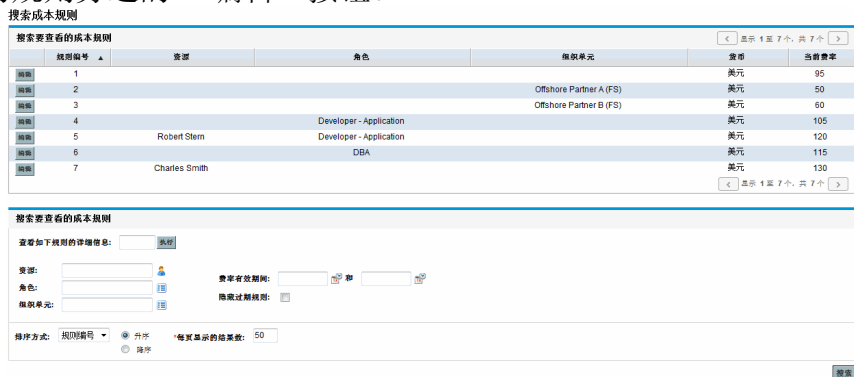 搜索成本规则
搜索要查看的成本规则 显示 1 至 7 个, 共 7 个
规则编号 资源 角色 组织单元 货币 当前费率
编辑 1 美元 95
编辑 2 Offshore Partner A (FS) 美元 50
编辑 3 Offshore Partner B (FS) 美元 60
编辑 4 Developer - Application 美元 105
编辑 5 Robert Stern Developer - Application 美元 120
编辑 6 DBA 美元 115
编辑 7 Charles Smith 美元 130
显示 1 至 7 个, 共 7 个
搜索要查看的成本规则
查看如下规则的详细信息: 执行
资源:
费率有效期间: 和
角色:
隐藏过期规则:
组织单元:
排序方式: 规则编号 升序 *每页显示的结果数: 50
降序
搜索